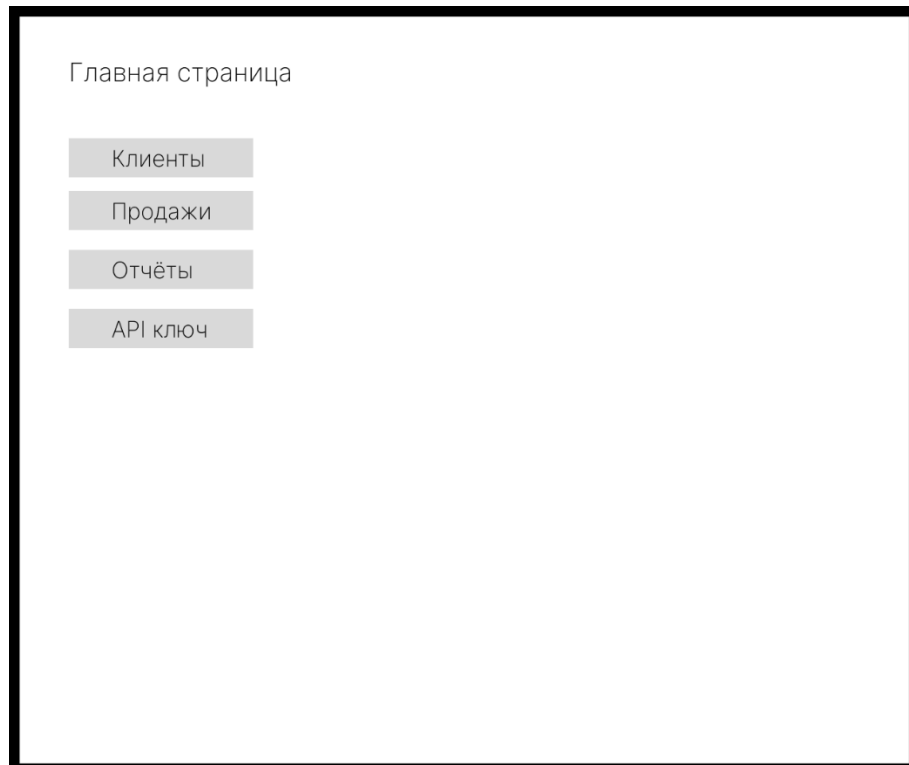 Главная страница
Клиенты
Продажи
Отчёты
API ключ